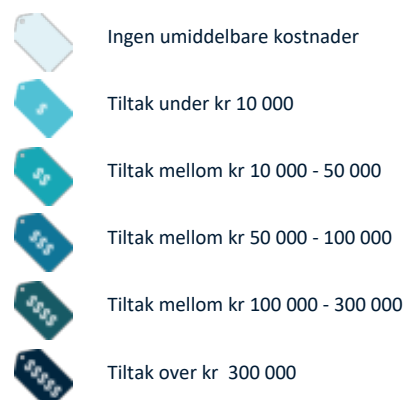 Ingen umiddelbare kostnader
$
Tiltak under kr 10 000
$$
Tiltak mellom kr 10 000 - 50 000
$$$
Tiltak mellom kr 50 000 - 100 000
$$$$
Tiltak mellom kr 100 000 - 300 000
$$$$$
Tiltak over kr  300 000